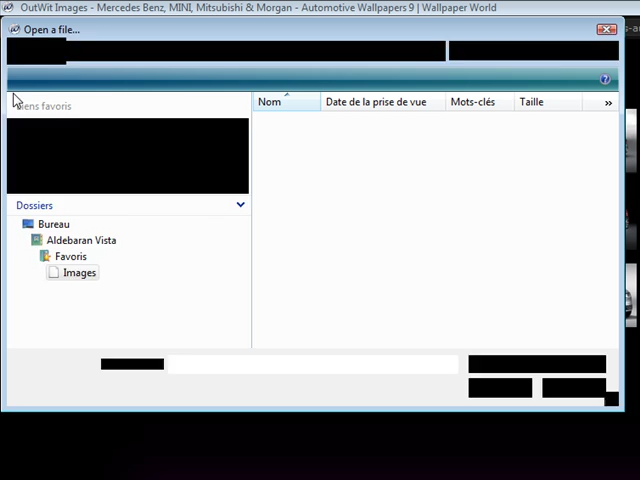 OutWit Images - Mercedes Benz, MINI, Mitsubishi & Morgan - Automotive Wallpapers 9 | Wallpaper World
Open a file...
iens favoris
Nom Date de la prise de vue Mots-clés Taille »
Dossiers
Bureau
Aldebaran Vista
Favoris
Images